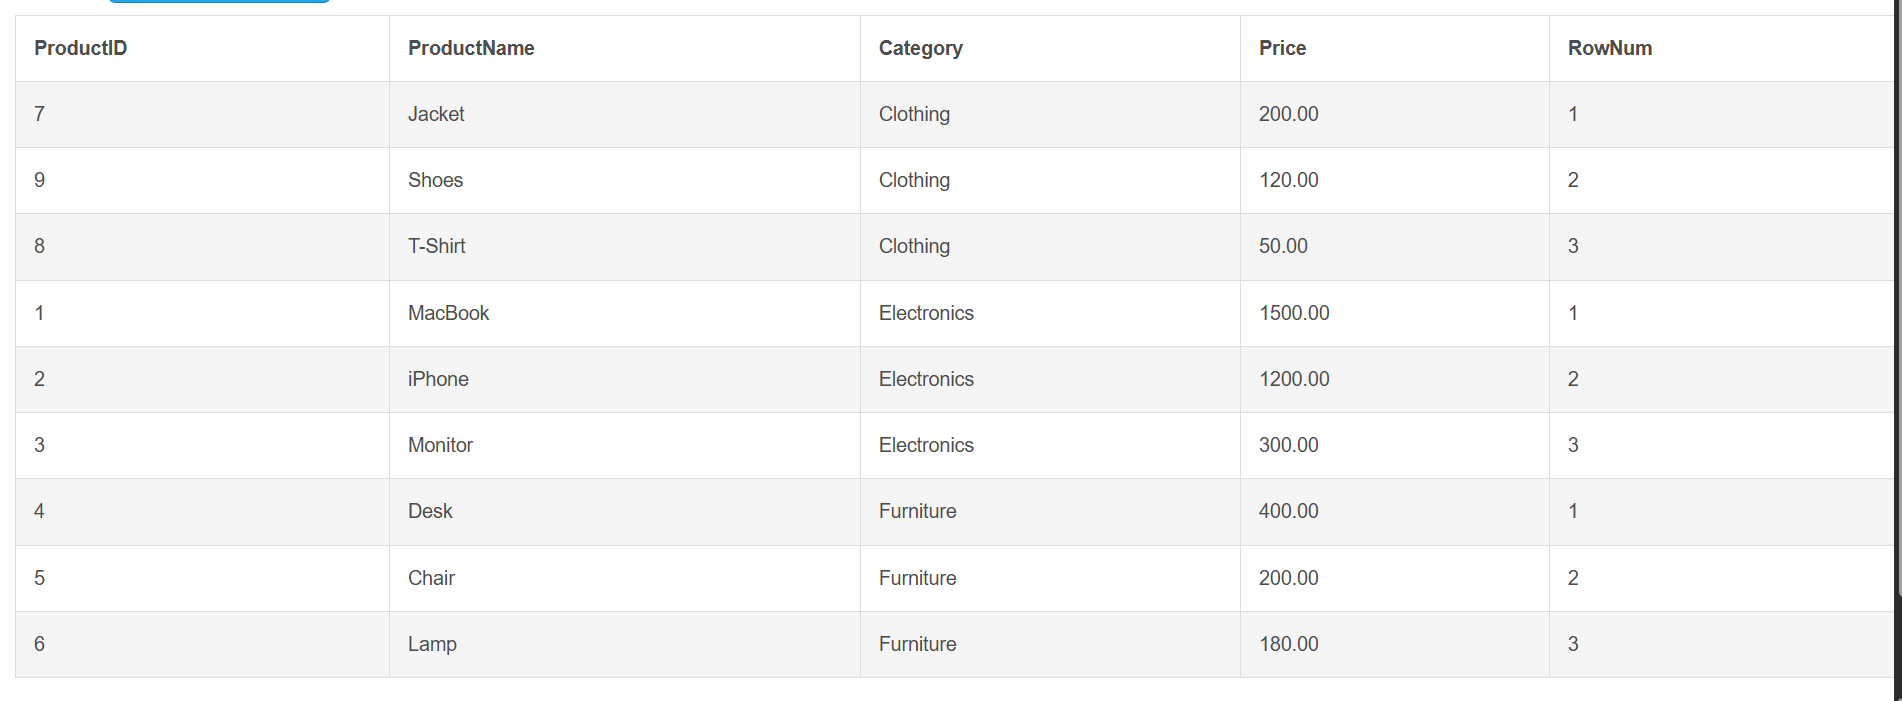 ProductID ProductName Category Price RowNum
7 Jacket Clothing 200.00 1
9 Shoes Clothing 120.00 2
8 T-Shirt Clothing 50.00 3
1 MacBook Electronics 1500.00 1
2 iPhone Electronics 1200.00 2
3 Monitor Electronics 300.00 3
4 Desk Furniture 400.00 1
5 Chair Furniture 200.00 2
6 Lamp Furniture 180.00 3